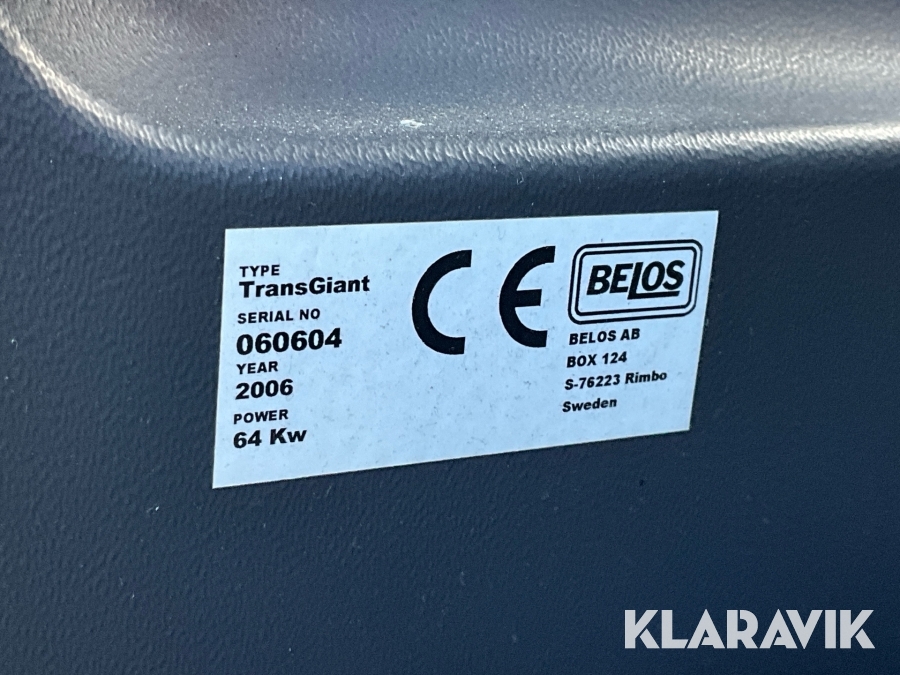 TYPE
TransGiant
SERIAL NO
060604
YEAR
2006
POWER
64 Kw
CE
BELOS
BELOS AB
BOX 124
S-76223 Rimbo
Sweden
KLARAVIK